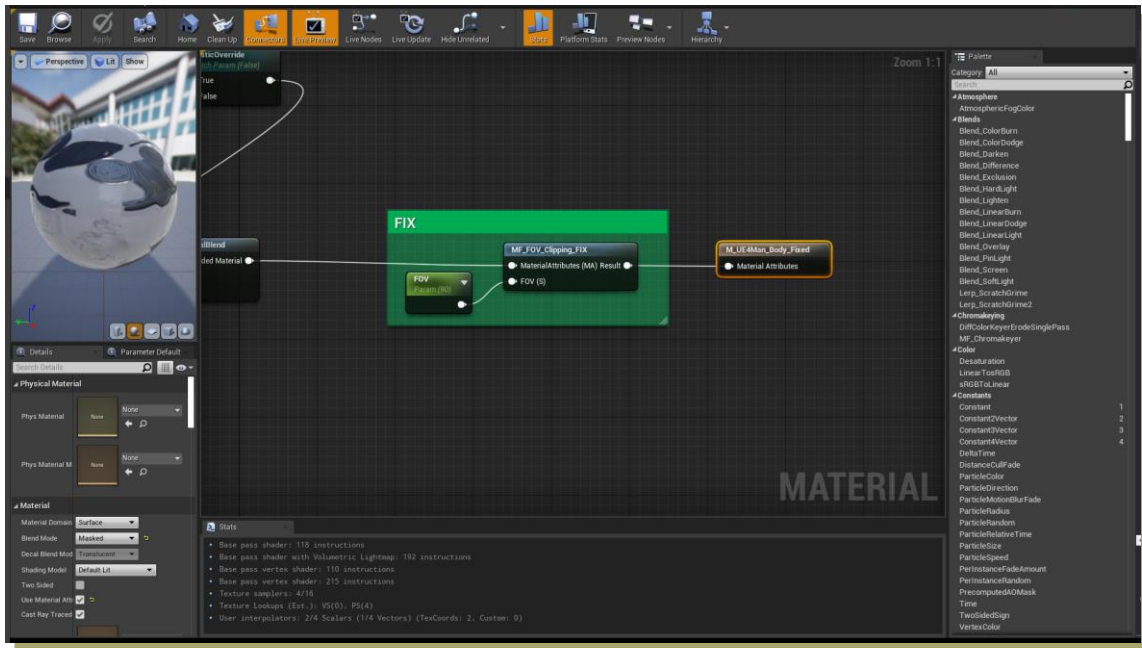 Save Browse Apply Search Home Clean Up Connectors Live Preview Live Nodes Live Update Hide Unrelated Stats Platform Stats Preview Nodes Hierarchy
Perspective Lit Show
ticOverride
tch Param (False)
True
False
Zoom 1:1
FIX
lBlend
ded Material
MF_FOV_Clipping_FIX
MaterialAttributes (MA) Result
FOV (S)
FOV
Param (90)
M_UE4Man_Body_Fixed
Material Attributes
MATERIAL
Details Parameter Default
Search Details
Physical Material
Phys Material None None
Phys Material M None None
Material
Material Domain Surface
Blend Mode Masked
Decal Blend Mod Translucent
Shading Model Default Lit
Two Sided
Use Material Attr
Cast Ray Traced
Stats
Base pass shader: 118 instructions
Base pass shader with Volumetric Lightmap: 192 instructions
Base pass vertex shader: 110 instructions
Base pass vertex shader: 215 instructions
Texture samplers: 4/16
Texture Lookups (Est.): VS(0), PS(4)
User interpolators: 2/4 Scalars (1/4 Vectors) (TexCoords: 2, Custom: 0)
Palette
Category: All
Search
Atmosphere
AtmosphericFogColor
Blends
Blend_ColorBurn
Blend_ColorDodge
Blend_Darken
Blend_Difference
Blend_Exclusion
Blend_HardLight
Blend_Lighten
Blend_LinearBurn
Blend_LinearDodge
Blend_LinearLight
Blend_Overlay
Blend_PinLight
Blend_Screen
Blend_SoftLight
Lerp_ScratchGrime
Lerp_ScratchGrime2
Chromakeying
DiffColorKeyerErodeSinglePass
MF_Chromakeyer
Color
Desaturation
LinearTosRGB
sRGBToLinear
Constants
Constant 1
Constant2Vector 2
Constant3Vector 3
Constant4Vector 4
DeltaTime
DistanceCullFade
ParticleColor
ParticleDirection
ParticleMotionBlurFade
ParticleRadius
ParticleRandom
ParticleRelativeTime
ParticleSize
ParticleSpeed
PerInstanceFadeAmount
PerInstanceRandom
PrecomputedAOMask
Time
TwoSidedSign
VertexColor